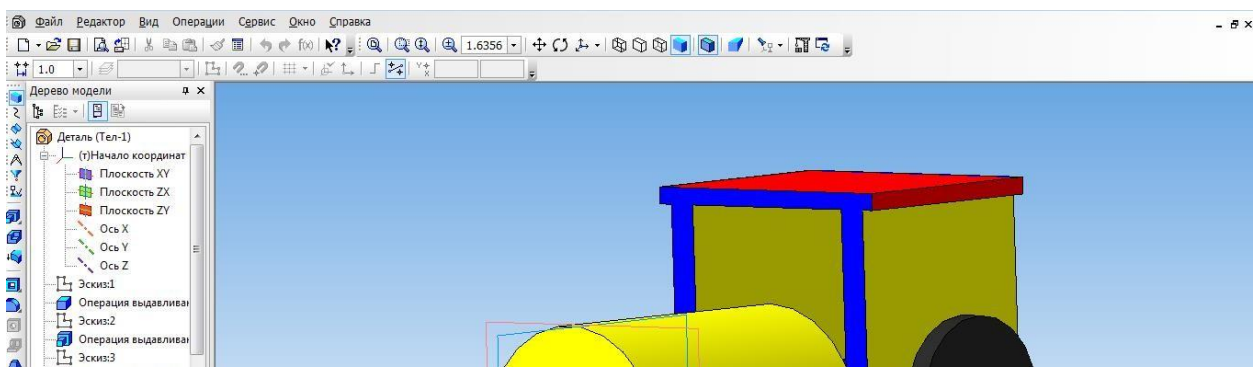 Файл Редактор Вид Операции Сервис Окно Справка
1.6356
1.0
Дерево модели
Деталь (Тел-1)
(т)Начало координат
Плоскость XY
Плоскость ZX
Плоскость ZY
Ось X
Ось Y
Ось Z
Эскиз:1
Операция выдавливан
Эскиз:2
Операция выдавливан
Эскиз:3